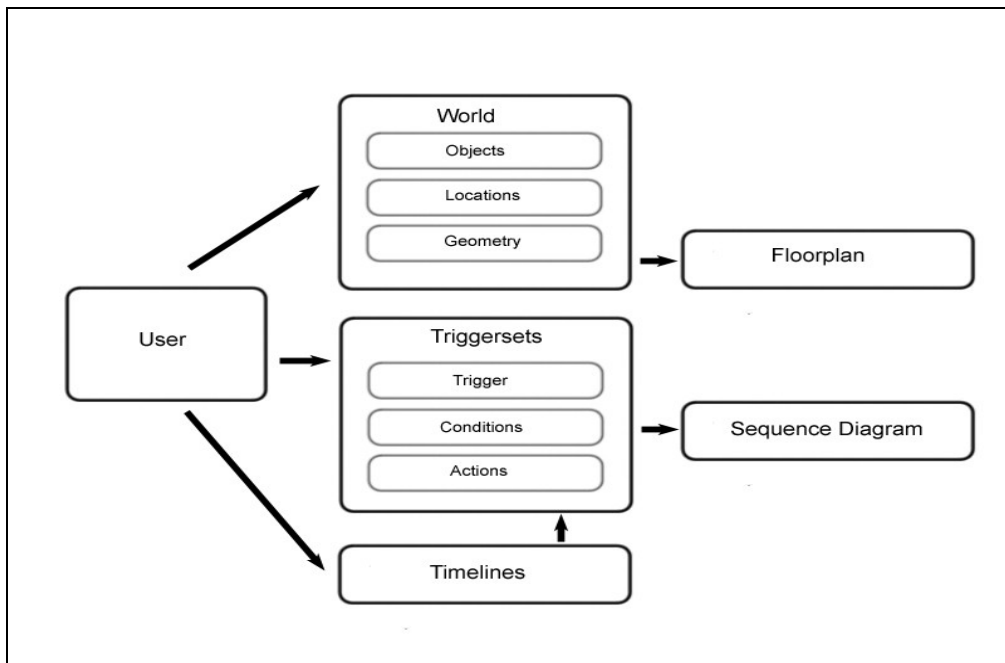 World
Objects
Locations
Geometry
Floorplan
User
Triggersets
Trigger
Conditions
Actions
Sequence Diagram
Timelines